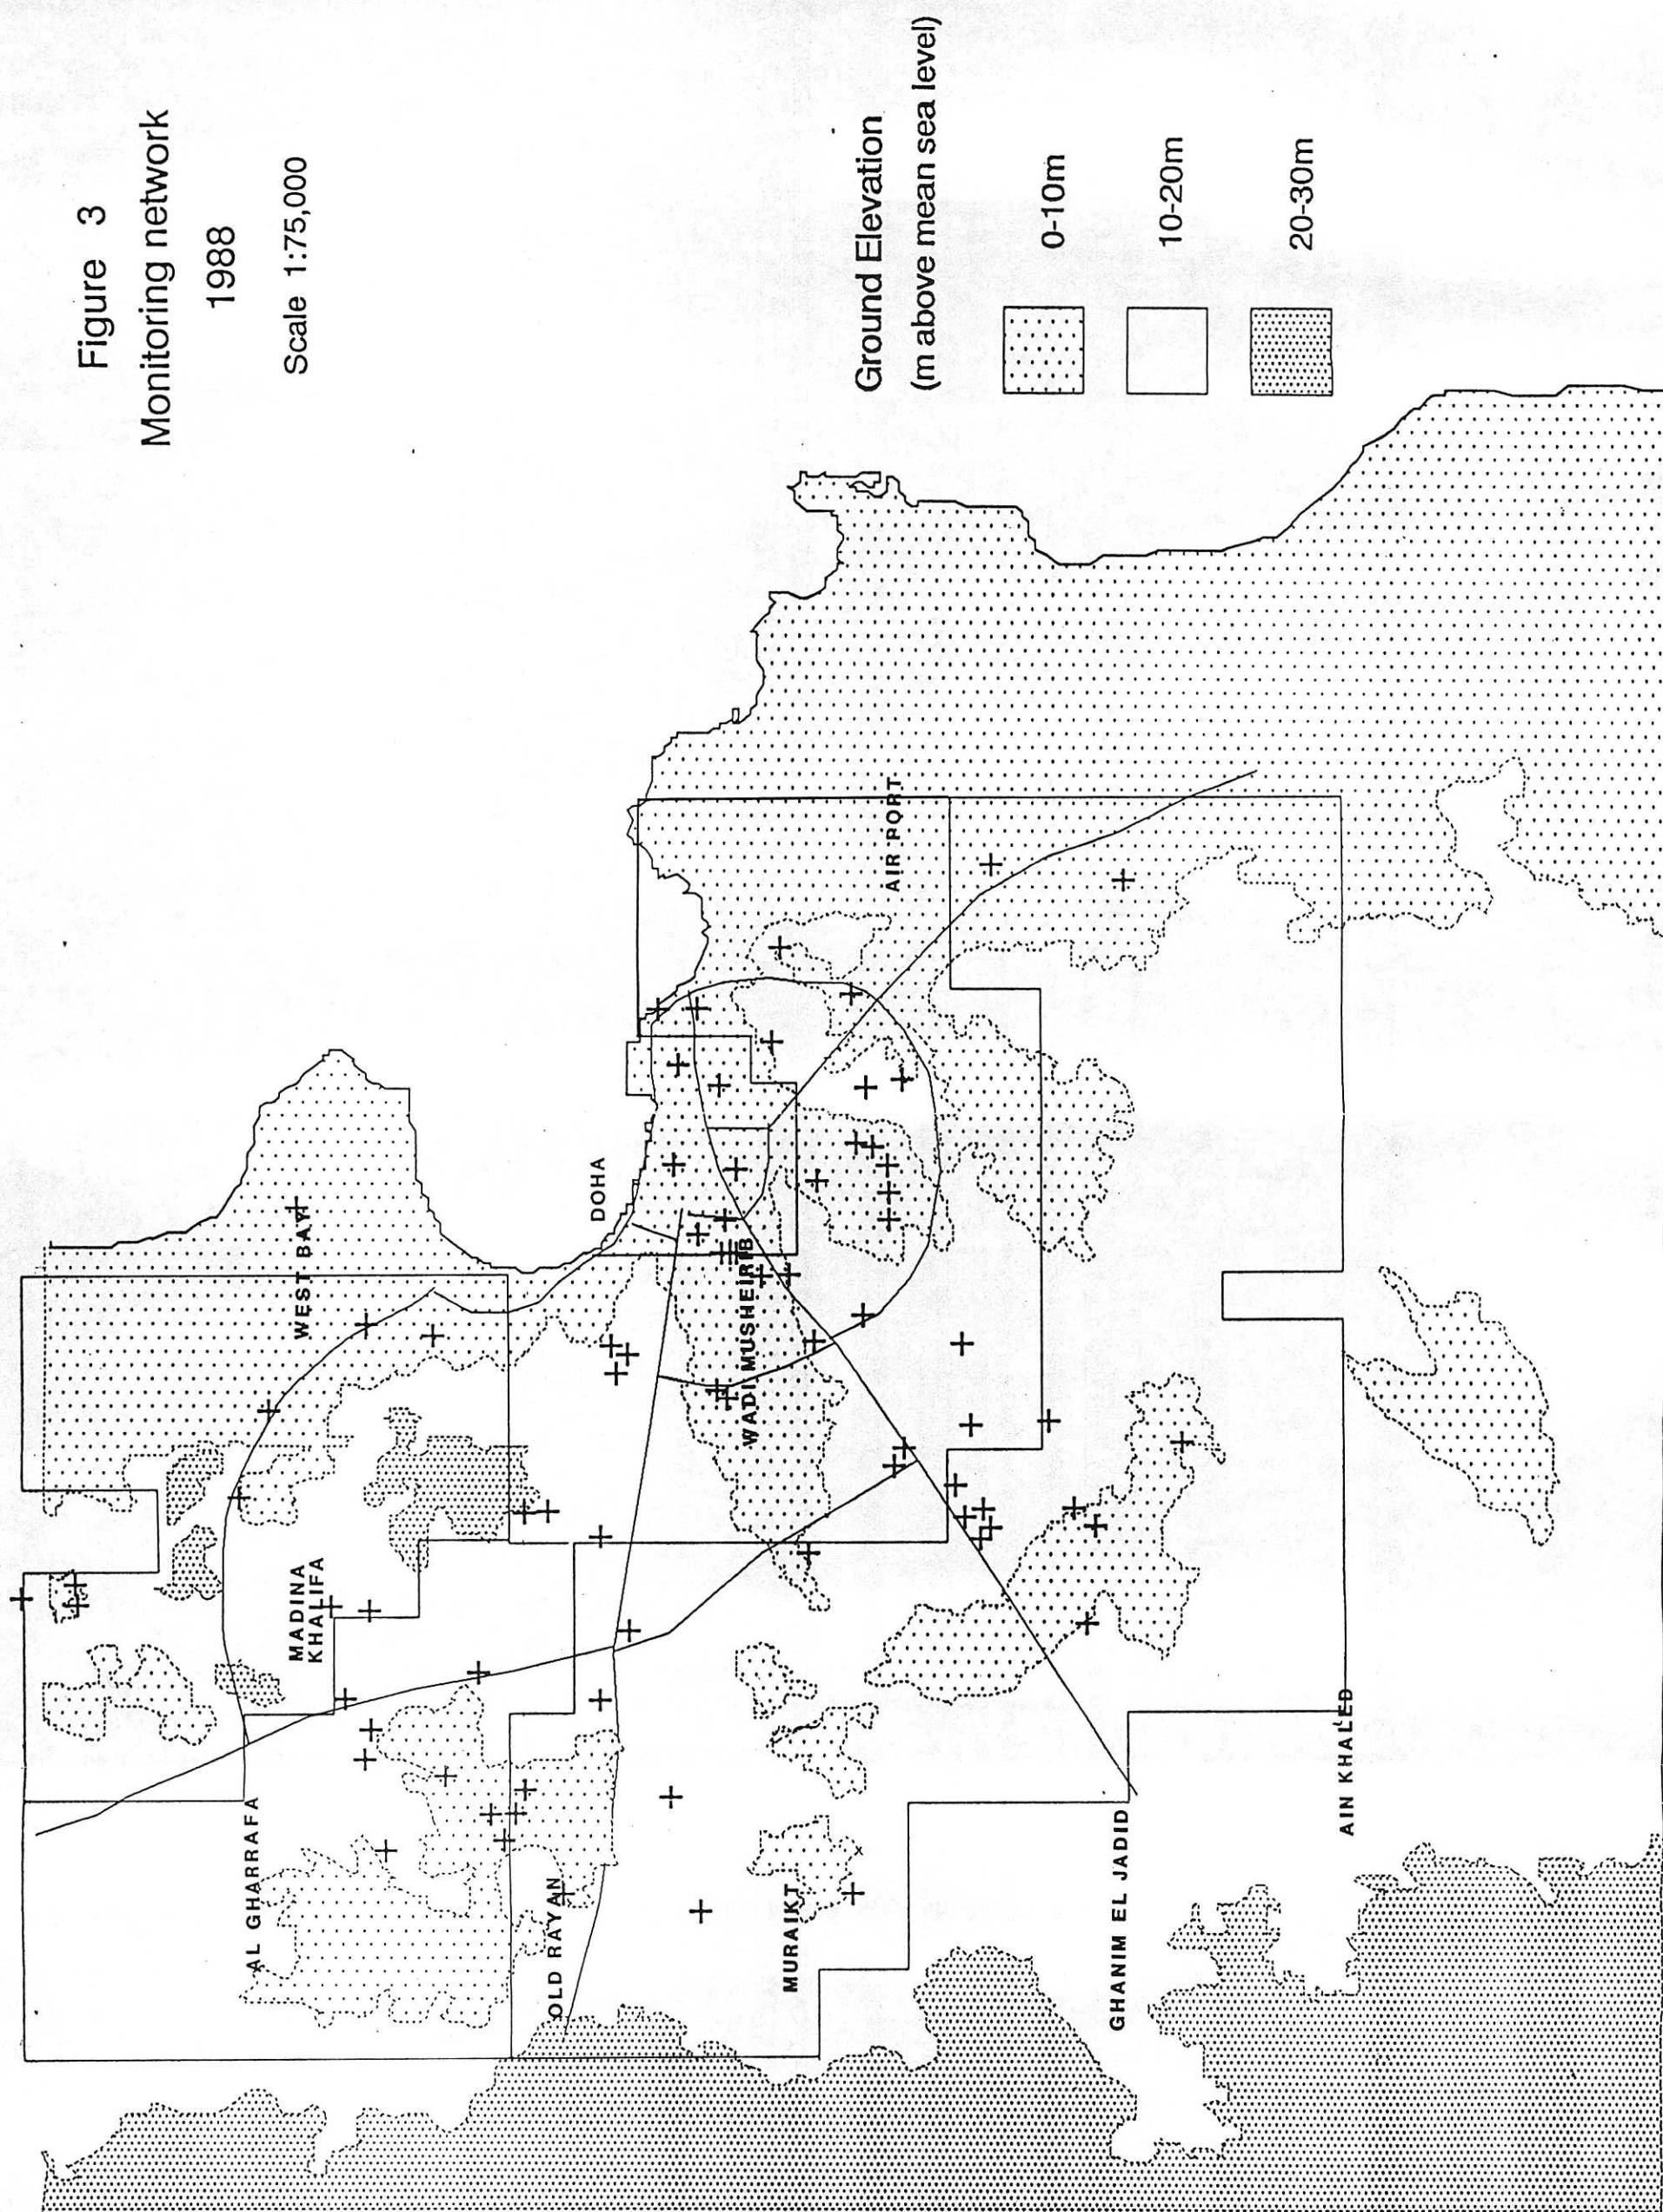 Figure 3
Monitoring network
1988
Scale 1:75,000
Ground Elevation
(m above mean sea level)
0-10m
10-20m
20-30m
WEST BAY
DOHA
MADINA
KHALIFA
AL GHARRAFA
WADI MUSHEIRIB
AIR PORT
OLD RAYAN
MURAIKT
GHANIM EL JADID
AIN KHALED